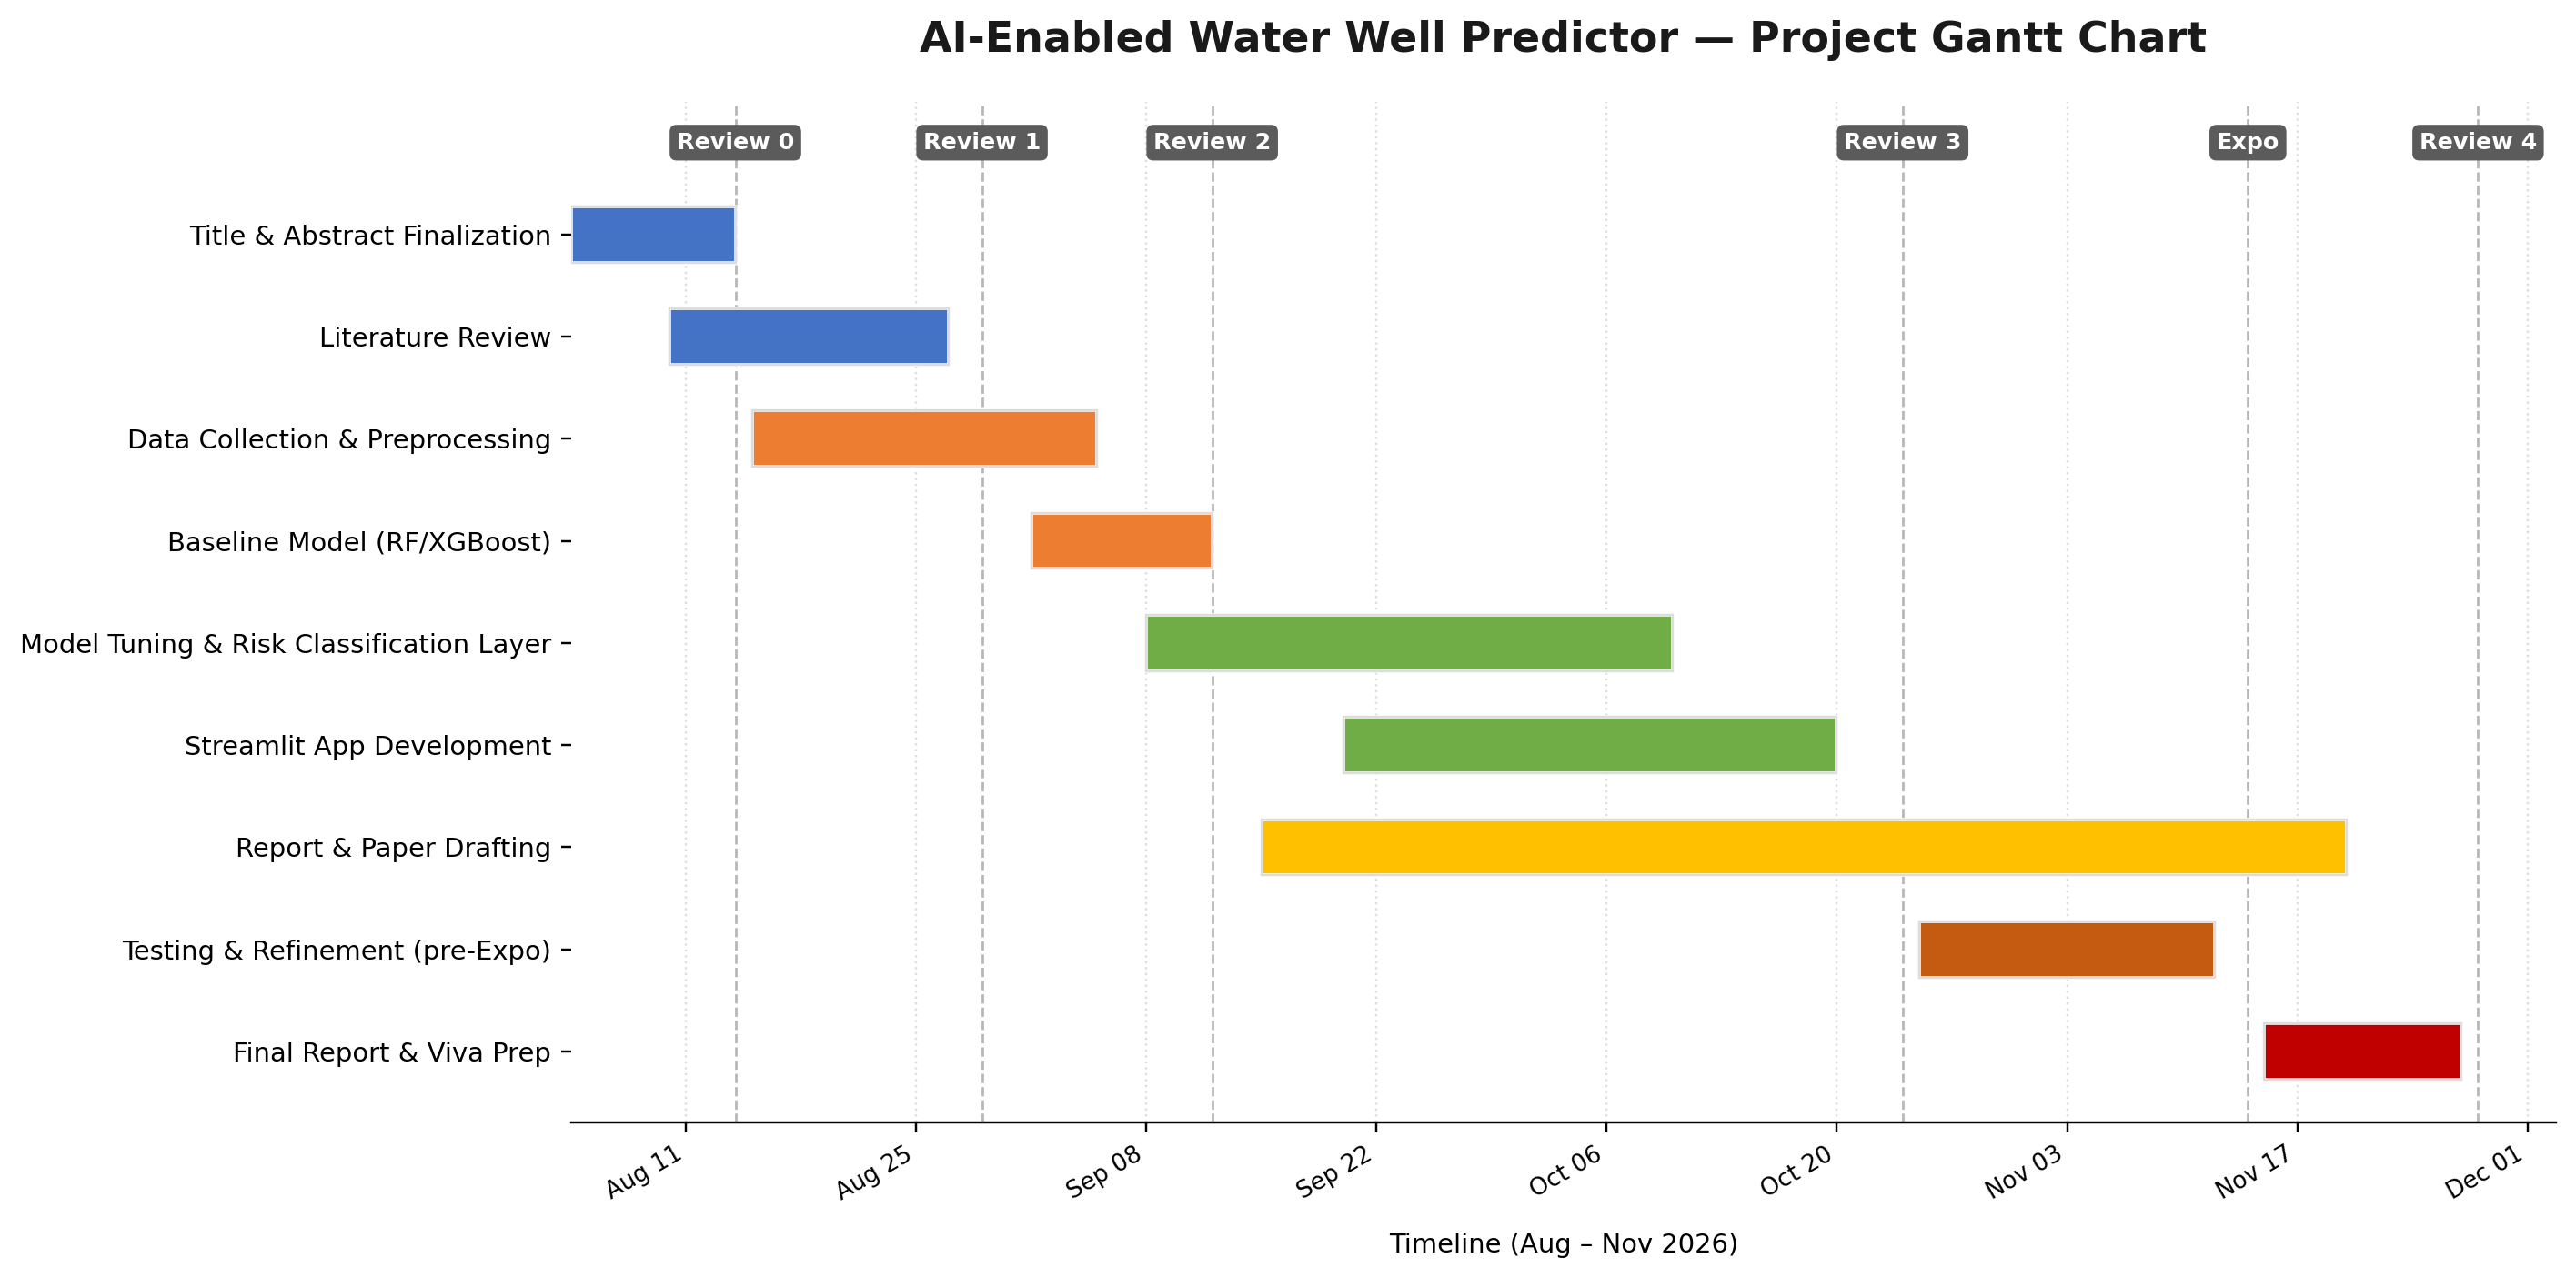 AI-Enabled Water Well Predictor — Project Gantt Chart
Review 0
Review 1
Review 2
Review 3
Expo
Review 4
Title & Abstract Finalization
Literature Review
Data Collection & Preprocessing
Baseline Model (RF/XGBoost)
Model Tuning & Risk Classification Layer
Streamlit App Development
Report & Paper Drafting
Testing & Refinement (pre-Expo)
Final Report & Viva Prep
Aug 11
Aug 25
Sep 08
Sep 22
Oct 06
Oct 20
Nov 03
Nov 17
Dec 01
Timeline (Aug – Nov 2026)